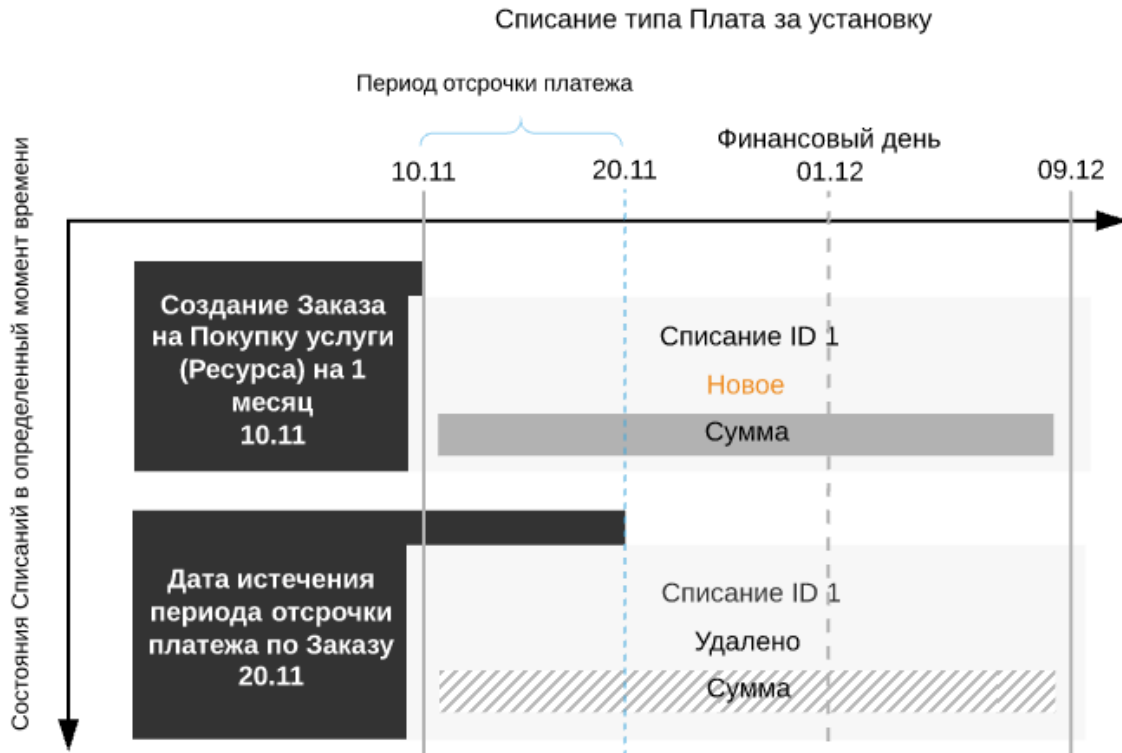 Списание типа Плата за установку
Период отсрочки платежа
Финансовый день
10.11
20.11
01.12
09.12
Состояния Списаний в определенный момент времени
Создание Заказа
на Покупку услуги
(Ресурса) на 1
месяц
10.11
Списание ID 1
Новое
Сумма
Дата истечения
периода отсрочки
платежа по Заказу
20.11
Списание ID 1
Удалено
Сумма